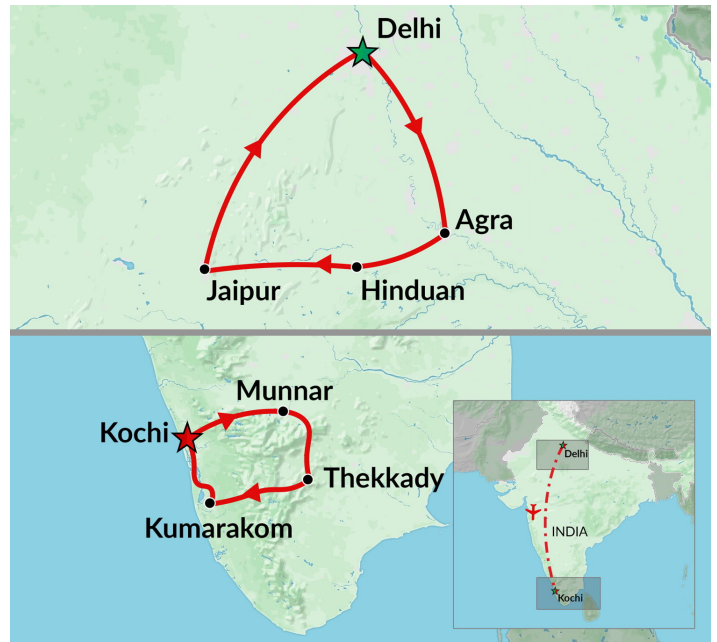 Delhi
Agra
Jaipur
Hinduan
Munnar
Kochi
Thekkady
Kumarakom
Delhi
INDIA
Kochi